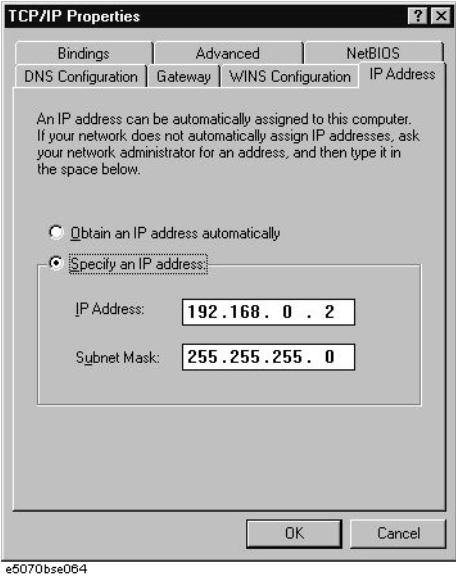 TCP/IP Properties
Bindings Advanced NetBIOS
DNS Configuration Gateway WINS Configuration IP Address
An IP address can be automatically assigned to this computer.
If your network does not automatically assign IP addresses, ask
your network administrator for an address, and then type it in
the space below.
Obtain an IP address automatically
Specify an IP address:
IP Address: 192.168. 0 . 2
Subnet Mask: 255.255.255. 0
OK Cancel
e5070bse064